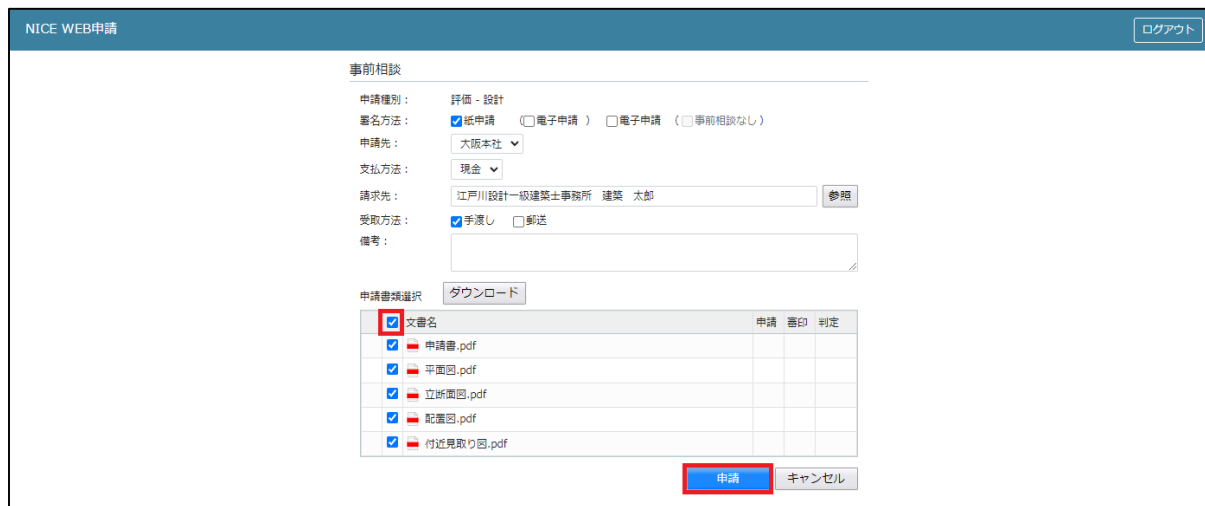 NICE WEB申請
ログアウト
事前相談
申請種別： 評価 - 設計
署名方法： 紙申請 （ 電子申請 ） 電子申請 （ 事前相談なし ）
申請先： 大阪本社
支払方法： 現金
請求先： 江戸川設計一級建築士事務所 建築 太郎 参照
受取方法： 手渡し 郵送
備考：
申請書類選択 ダウンロード
文書名 申請 審印 判定
申請書.pdf
平面図.pdf
立断面図.pdf
配置図.pdf
付近見取り図.pdf
申請 キャンセル